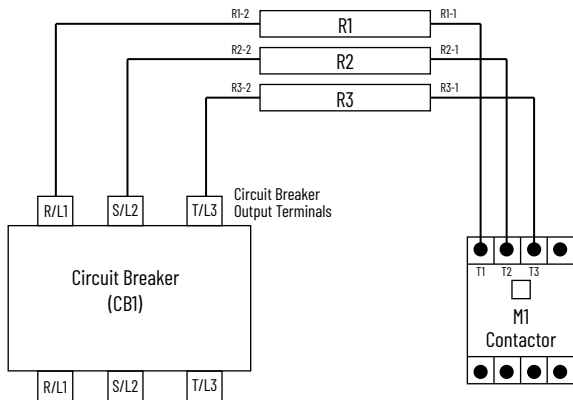 R1-2 R1 R1-1
R2-2 R2 R2-1
R3-2 R3 R3-1
Circuit Breaker
Output Terminals
R/L1 S/L2 T/L3
Circuit Breaker
(CB1)
R/L1 S/L2 T/L3
T1 T2 T3
M1
Contactor